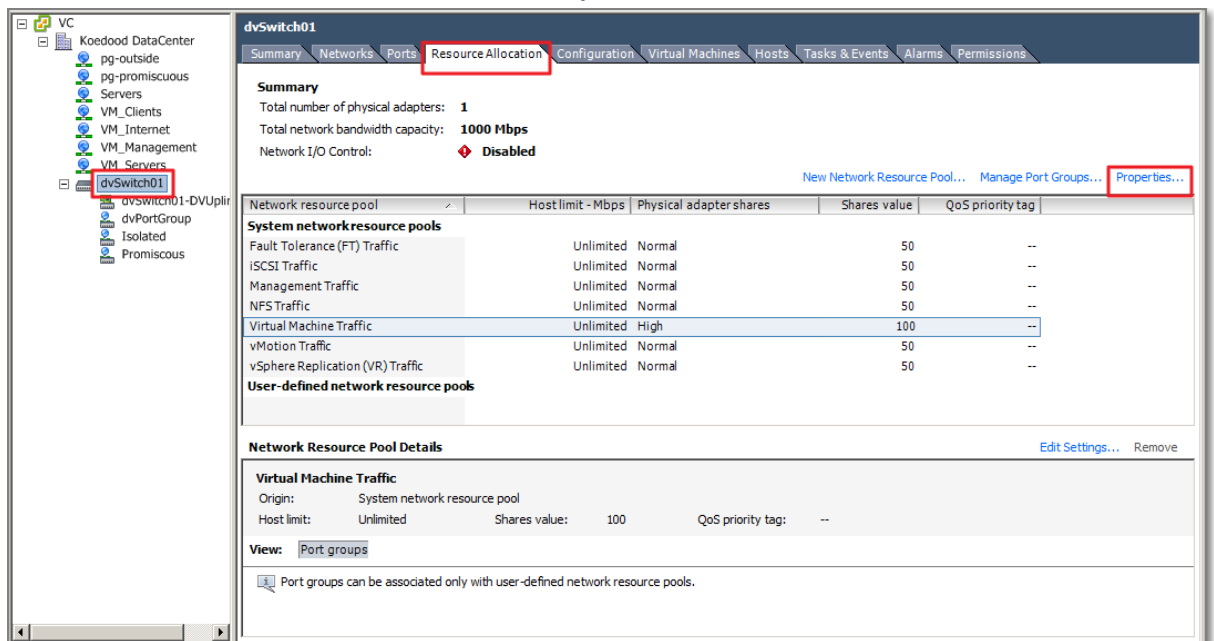 VC
Koedood DataCenter
pg-outside
pg-promiscuous
Servers
VM_Clients
VM_Internet
VM_Management
VM_Servers
dvSwitch01
dvSwitch01-DVUplin
dvPortGroup
Isolated
Promiscous
dvSwitch01
Summary Networks Ports Resource Allocation Configuration Virtual Machines Hosts Tasks & Events Alarms Permissions
Summary
Total number of physical adapters: 1
Total network bandwidth capacity: 1000 Mbps
Network I/O Control: Disabled
New Network Resource Pool... Manage Port Groups... Properties...
Network resource pool Host limit - Mbps Physical adapter shares Shares value QoS priority tag
System network resource pools
Fault Tolerance (FT) Traffic Unlimited Normal 50 --
iSCSI Traffic Unlimited Normal 50 --
Management Traffic Unlimited Normal 50 --
NFS Traffic Unlimited Normal 50 --
Virtual Machine Traffic Unlimited High 100 --
vMotion Traffic Unlimited Normal 50 --
vSphere Replication (VR) Traffic Unlimited Normal 50 --
User-defined network resource pools
Network Resource Pool Details Edit Settings... Remove
Virtual Machine Traffic
Origin: System network resource pool
Host limit: Unlimited Shares value: 100 QoS priority tag: --
View: Port groups
Port groups can be associated only with user-defined network resource pools.